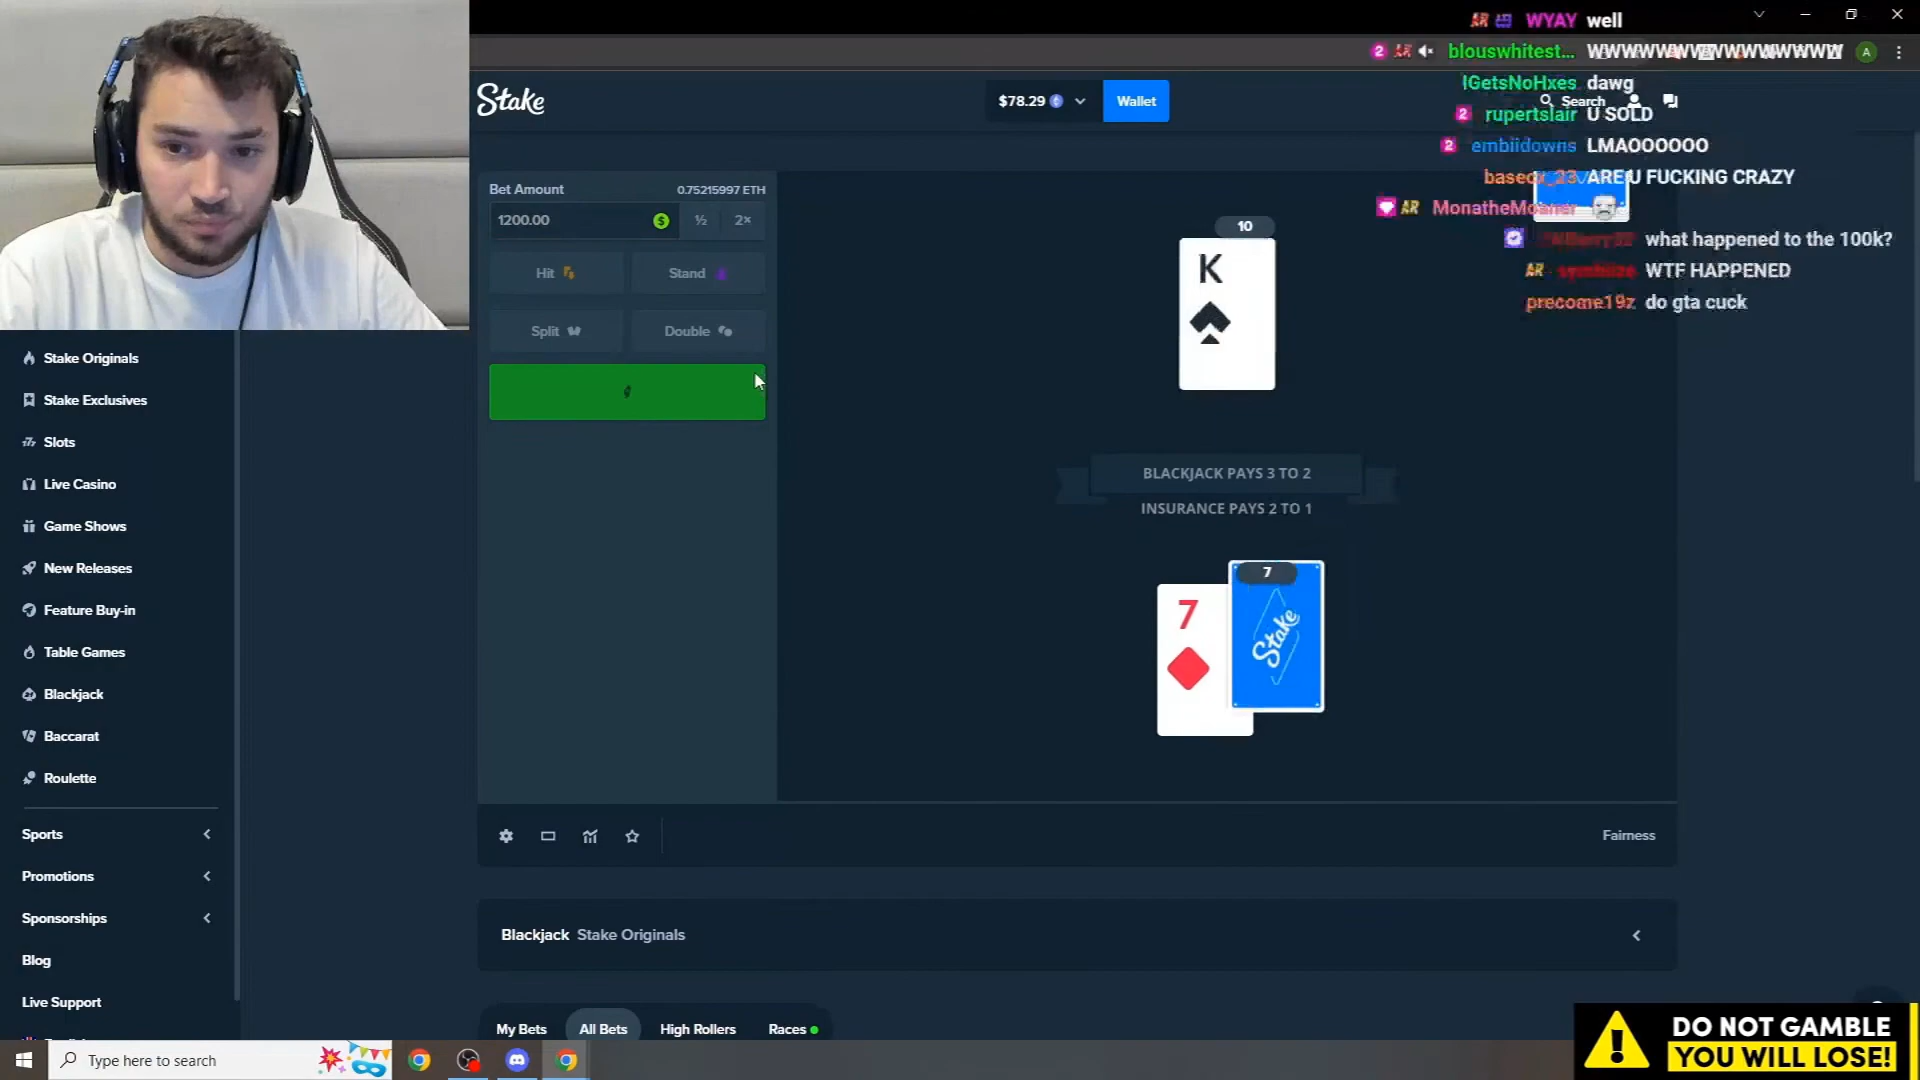 WYAY well
blouswhitest... WWWWWWWWWWWWWWW
IGetsNoHxes dawg
rupertslair U SOLD
embiidowns LMAOOOOOO
ARE U FUCKING CRAZY
MonatheMoaner
what happened to the 100k?
WTF HAPPENED
precome19z do gta cuck
Stake
$78.29
Wallet
Search
Bet Amount
0.75215997 ETH
1200.00
½
2×
Hit
Stand
Split
Double
10
K
BLACKJACK PAYS 3 TO 2
INSURANCE PAYS 2 TO 1
7
7
Stake
Stake Originals
Stake Exclusives
Slots
Live Casino
Game Shows
New Releases
Feature Buy-in
Table Games
Blackjack
Baccarat
Roulette
Sports
Promotions
Sponsorships
Blog
Live Support
Fairness
Blackjack Stake Originals
My Bets
All Bets
High Rollers
Races
Type here to search
DO NOT GAMBLE
YOU WILL LOSE!